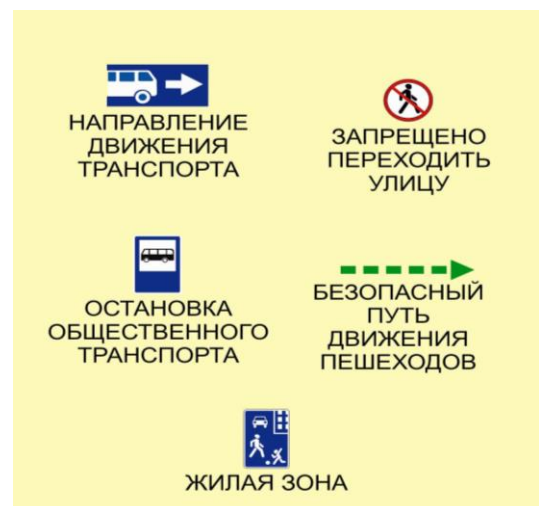 НАПРАВЛЕНИЕ
ДВИЖЕНИЯ
ТРАНСПОРТА
ЗАПРЕЩЕНО
ПЕРЕХОДИТЬ
УЛИЦУ
ОСТАНОВКА
ОБЩЕСТВЕННОГО
ТРАНСПОРТА
БЕЗОПАСНЫЙ
ПУТЬ
ДВИЖЕНИЯ
ПЕШЕХОДОВ
ЖИЛАЯ ЗОНА